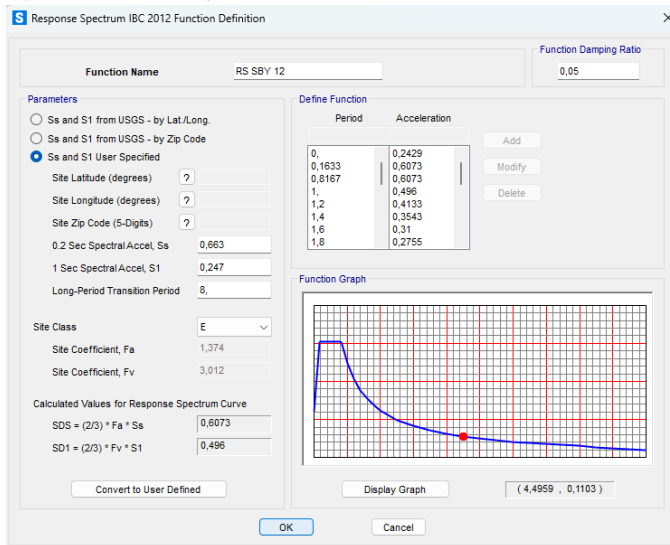 S Response Spectrum IBC 2012 Function Definition
Function Damping Ratio
Function Name RS SBY 12 0,05
Parameters
Ss and S1 from USGS - by Lat./Long.
Ss and S1 from USGS - by Zip Code
Ss and S1 User Specified
Site Latitude (degrees) ?
Site Longitude (degrees) ?
Site Zip Code (5-Digits) ?
0.2 Sec Spectral Accel, Ss 0,663
1 Sec Spectral Accel, S1 0,247
Long-Period Transition Period 8,
Site Class E
Site Coefficient, Fa 1,374
Site Coefficient, Fv 3,012
Calculated Values for Response Spectrum Curve
SDS = (2/3) * Fa * Ss 0,6073
SD1 = (2/3) * Fv * S1 0,496
Convert to User Defined
Define Function
Period Acceleration
0, 0,2429
0,1633 0,6073
0,8167 0,6073
1, 0,496
1,2 0,4133
1,4 0,3543
1,6 0,31
1,8 0,2755
Add
Modify
Delete
Function Graph
Display Graph (4,4959 , 0,1103 )
OK Cancel